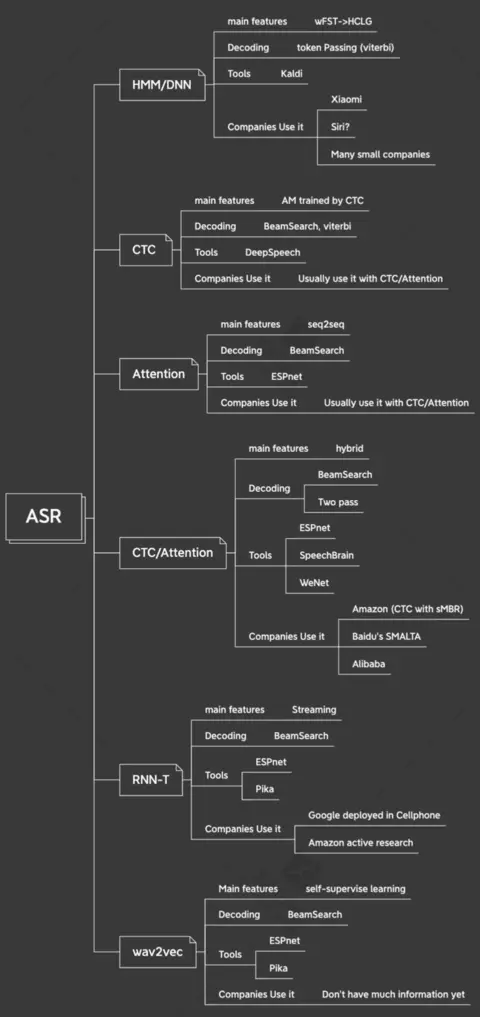 ASR
HMM/DNN
main features wFST->HCLG
Decoding token Passing (viterbi)
Tools Kaldi
Companies Use it
Xiaomi
Siri?
Many small companies
CTC
main features AM trained by CTC
Decoding BeamSearch, viterbi
Tools DeepSpeech
Companies Use it Usually use it with CTC/Attention
Attention
main features seq2seq
Decoding BeamSearch
Tools ESPnet
Companies Use it Usually use it with CTC/Attention
CTC/Attention
main features hybrid
Decoding
BeamSearch
Two pass
Tools
ESPnet
SpeechBrain
WeNet
Companies Use it
Amazon (CTC with sMBR)
Baidu's SMALTA
Alibaba
RNN-T
main features Streaming
Decoding BeamSearch
Tools
ESPnet
Pika
Companies Use it
Google deployed in Cellphone
Amazon active research
wav2vec
Main features self-supervise learning
Decoding BeamSearch
Tools
ESPnet
Pika
Companies Use it Don't have much information yet